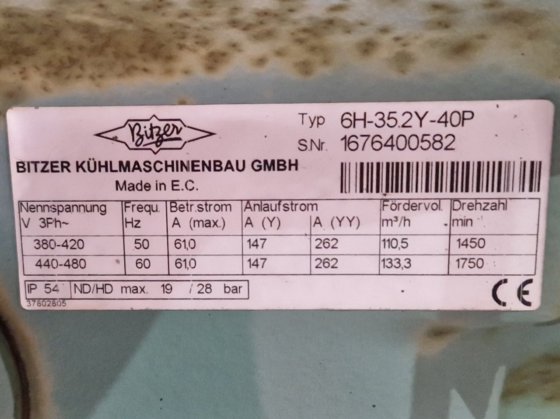 Bitzer
Typ 6H-35.2Y-40P
S.Nr. 1676400582
BITZER KÜHLMASCHINENBAU GMBH
Made in E.C.
Nennspannung Frequ. Betr.strom Anlaufstrom Fördervol. Drehzahl
V 3Ph~ Hz A (max.) A (Y) A (YY) m³/h min
380-420 50 61,0 147 262 110,5 1450
440-480 60 61,0 147 262 133,3 1750
IP 54 ND/HD max. 19 / 28 bar
37602605
CE
N